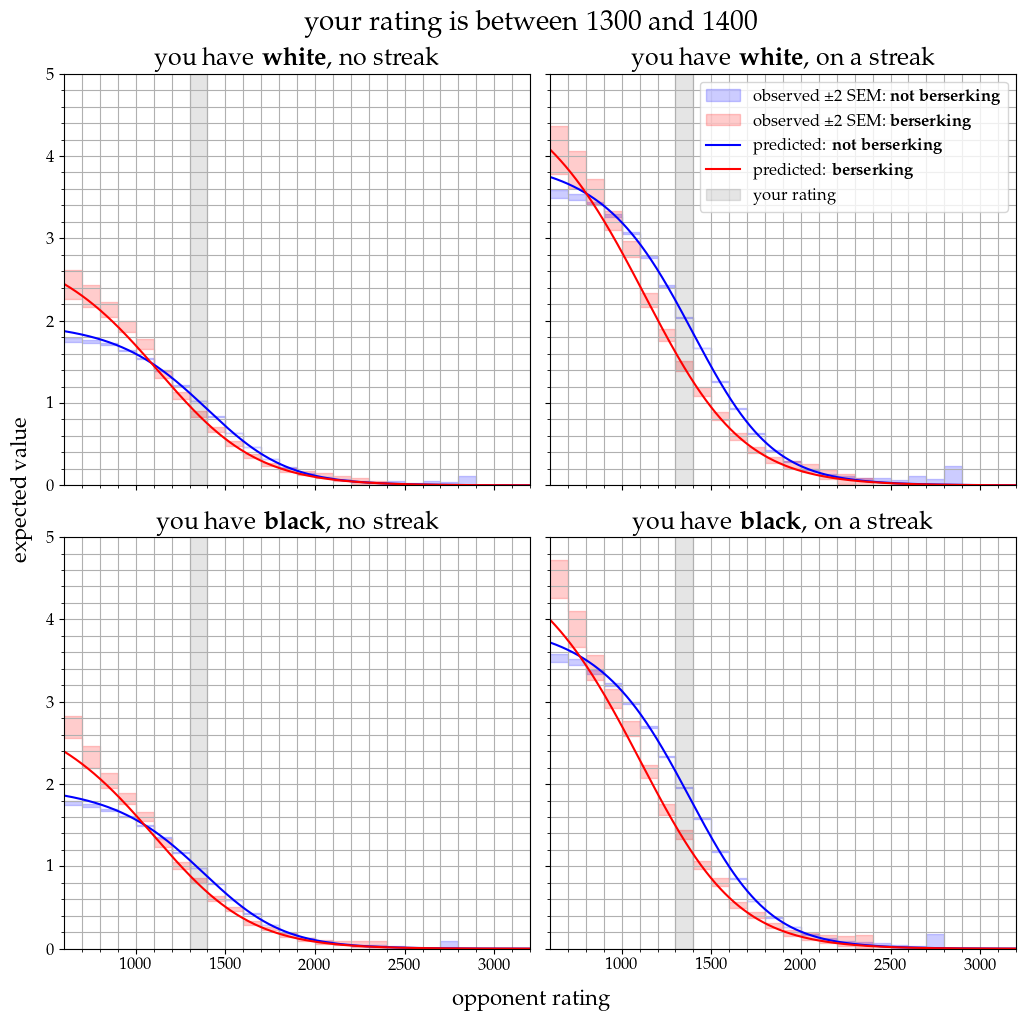 your rating is between 1300 and 1400
you have white, no streak
you have white, on a streak
5
4
3
2
1
0
observed ±2 SEM: not berserking
observed ±2 SEM: berserking
predicted: not berserking
predicted: berserking
your rating
expected value
you have black, no streak
you have black, on a streak
5
4
3
2
1
0
1000 1500 2000 2500 3000
1000 1500 2000 2500 3000
opponent rating